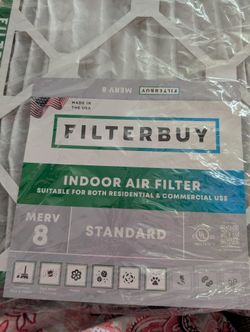 MADE IN
THE USA
MERV 8 FILTERBUY
FILTERBUY
INDOOR AIR FILTER
SUITABLE FOR BOTH RESIDENTIAL & COMMERCIAL USE
MERV
8
STANDARD
UL